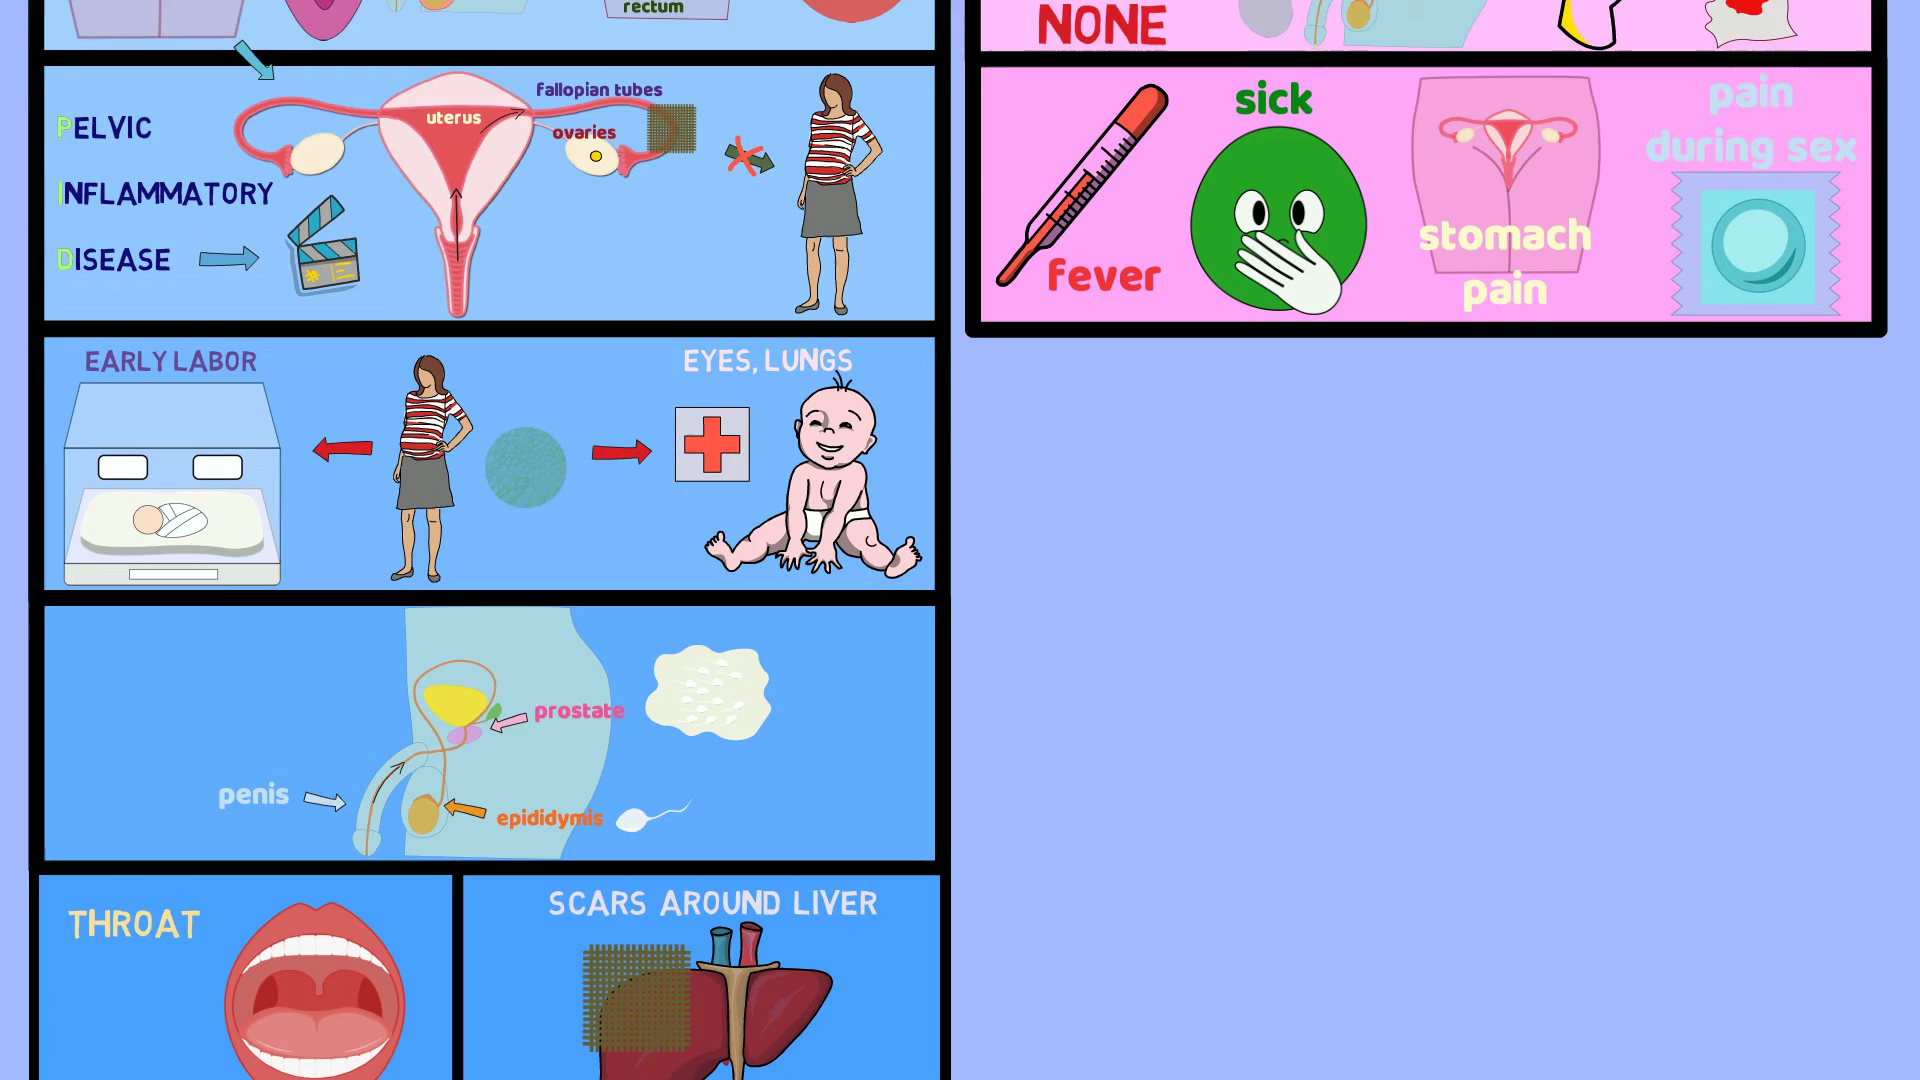 rectum
PELVIC
INFLAMMATORY
DISEASE
uterus
fallopian tubes
ovaries
EARLY LABOR
EYES, LUNGS
prostate
penis
epididymis
THROAT
SCARS AROUND LIVER
NONE
fever
sick
stomach
pain
pain
during sex